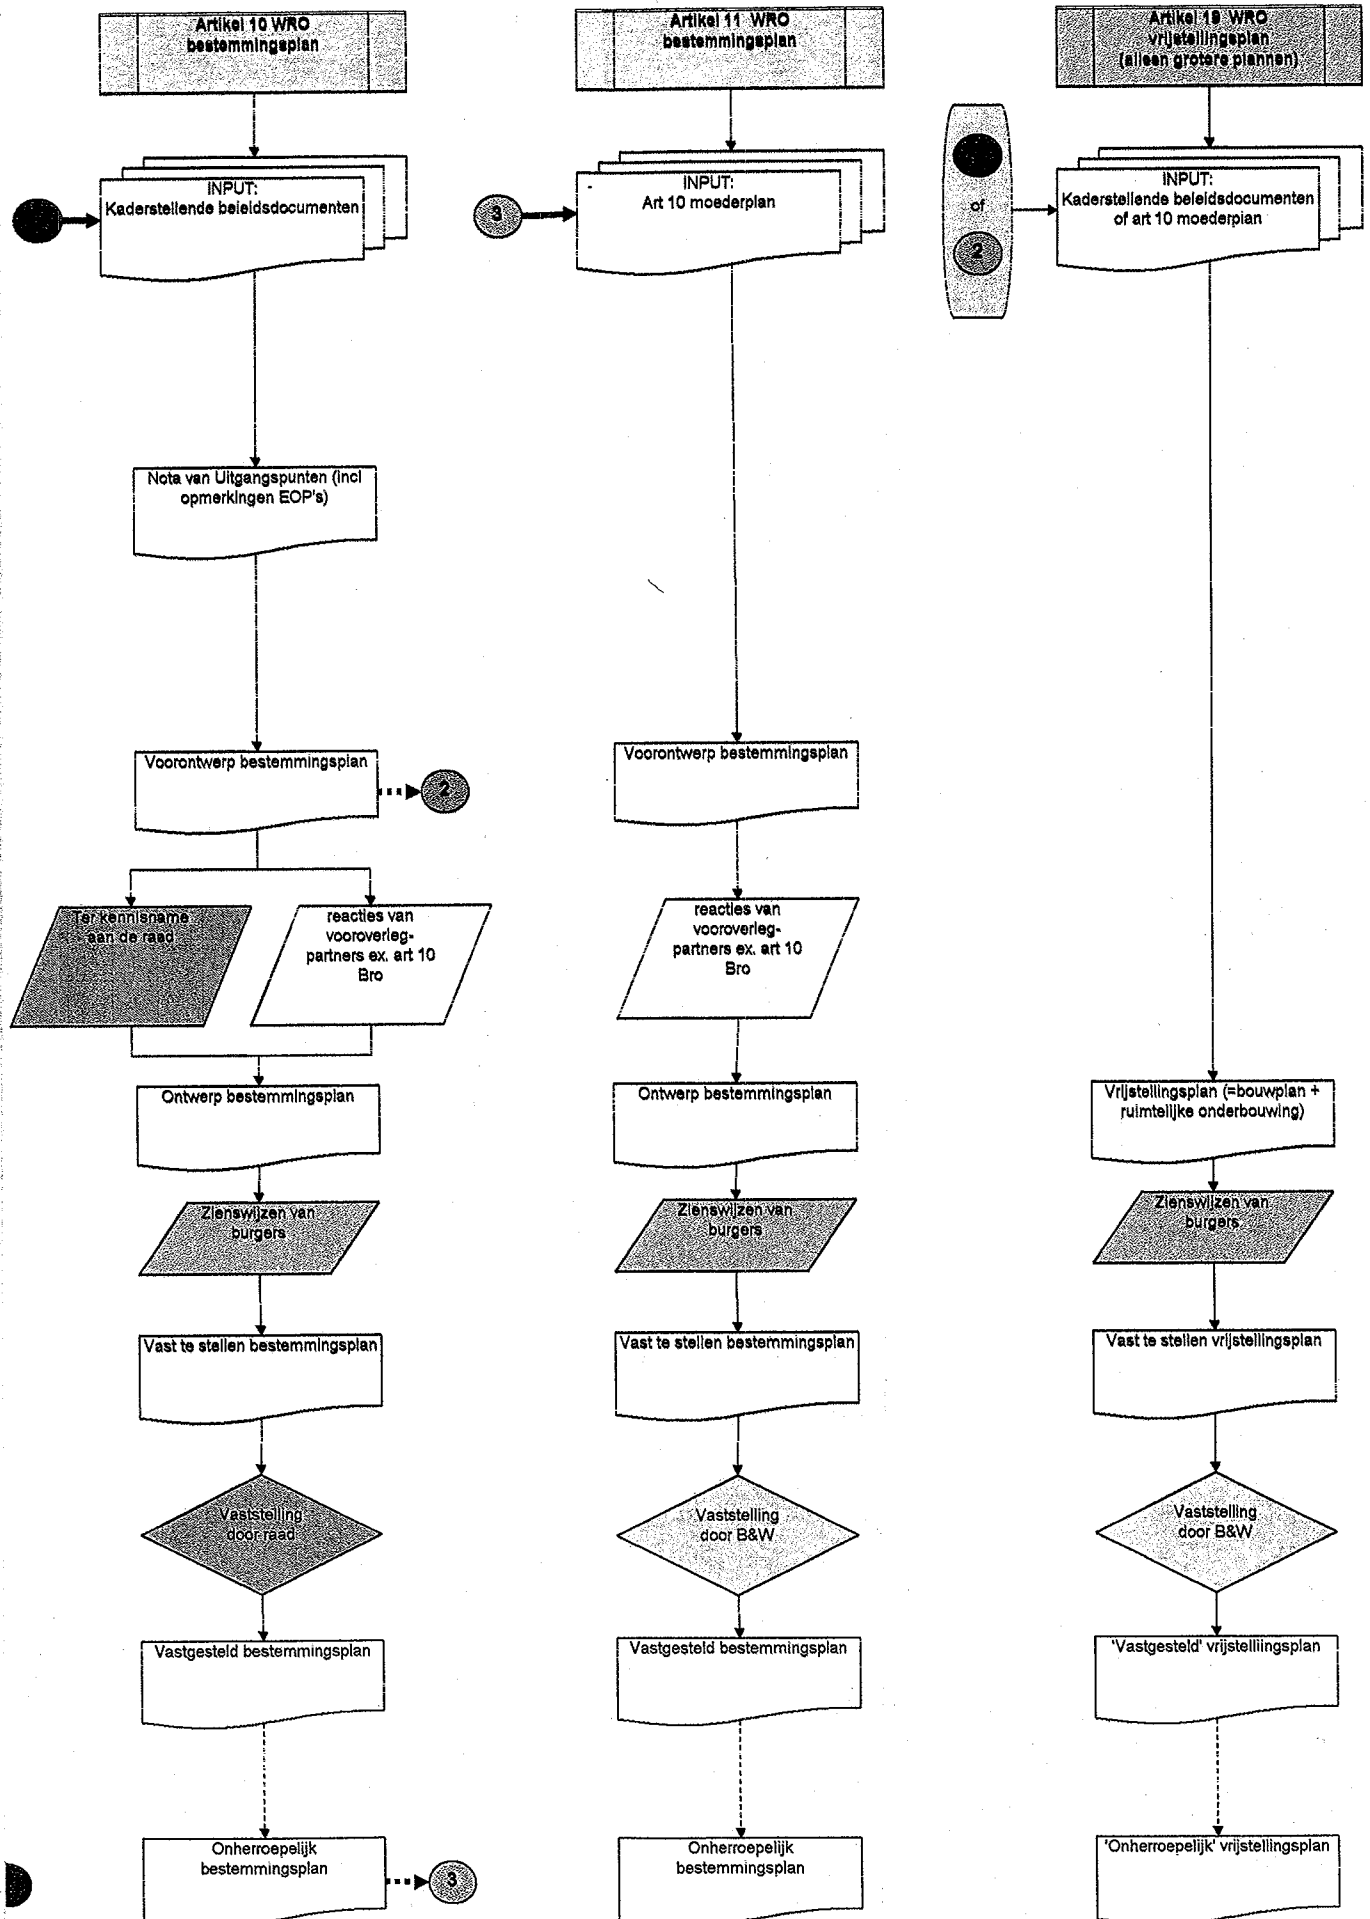 Artikel 10 WRO
bestemmingsplan
INPUT:
Kaderstellende beleidsdocumenten
Nota van Uitgangspunten (incl
opmerkingen EOP's)
Voorontwerp bestemmingsplan
2
Ter kennisname
aan de raad
reacties van
vooroverleg-
partners ex. art 10
Bro
Ontwerp bestemmingsplan
Zienswijzen van
burgers
Vast te stellen bestemmingsplan
Vaststelling
door raad
Vastgesteld bestemmingsplan
Onherroepelijk
bestemmingsplan
3
Artikel 11 WRO
bestemmingsplan
3
INPUT:
Art 10 moederplan
Voorontwerp bestemmingsplan
reacties van
vooroverleg-
partners ex. art 10
Bro
Ontwerp bestemmingsplan
Zienswijzen van
burgers
Vast te stellen bestemmingsplan
Vaststelling
door B&W
Vastgesteld bestemmingsplan
Onherroepelijk
bestemmingsplan
Artikel 19 WRO
vrijstellingsplan
(alleen grotere plannen)
of
2
INPUT:
Kaderstellende beleidsdocumenten
of art 10 moederplan
Vrijstellingsplan (=bouwplan +
ruimtelijke onderbouwing)
Zienswijzen van
burgers
Vast te stellen vrijstellingsplan
Vaststelling
door B&W
'Vastgesteld' vrijstellingsplan
'Onherroepelijk' vrijstellingsplan